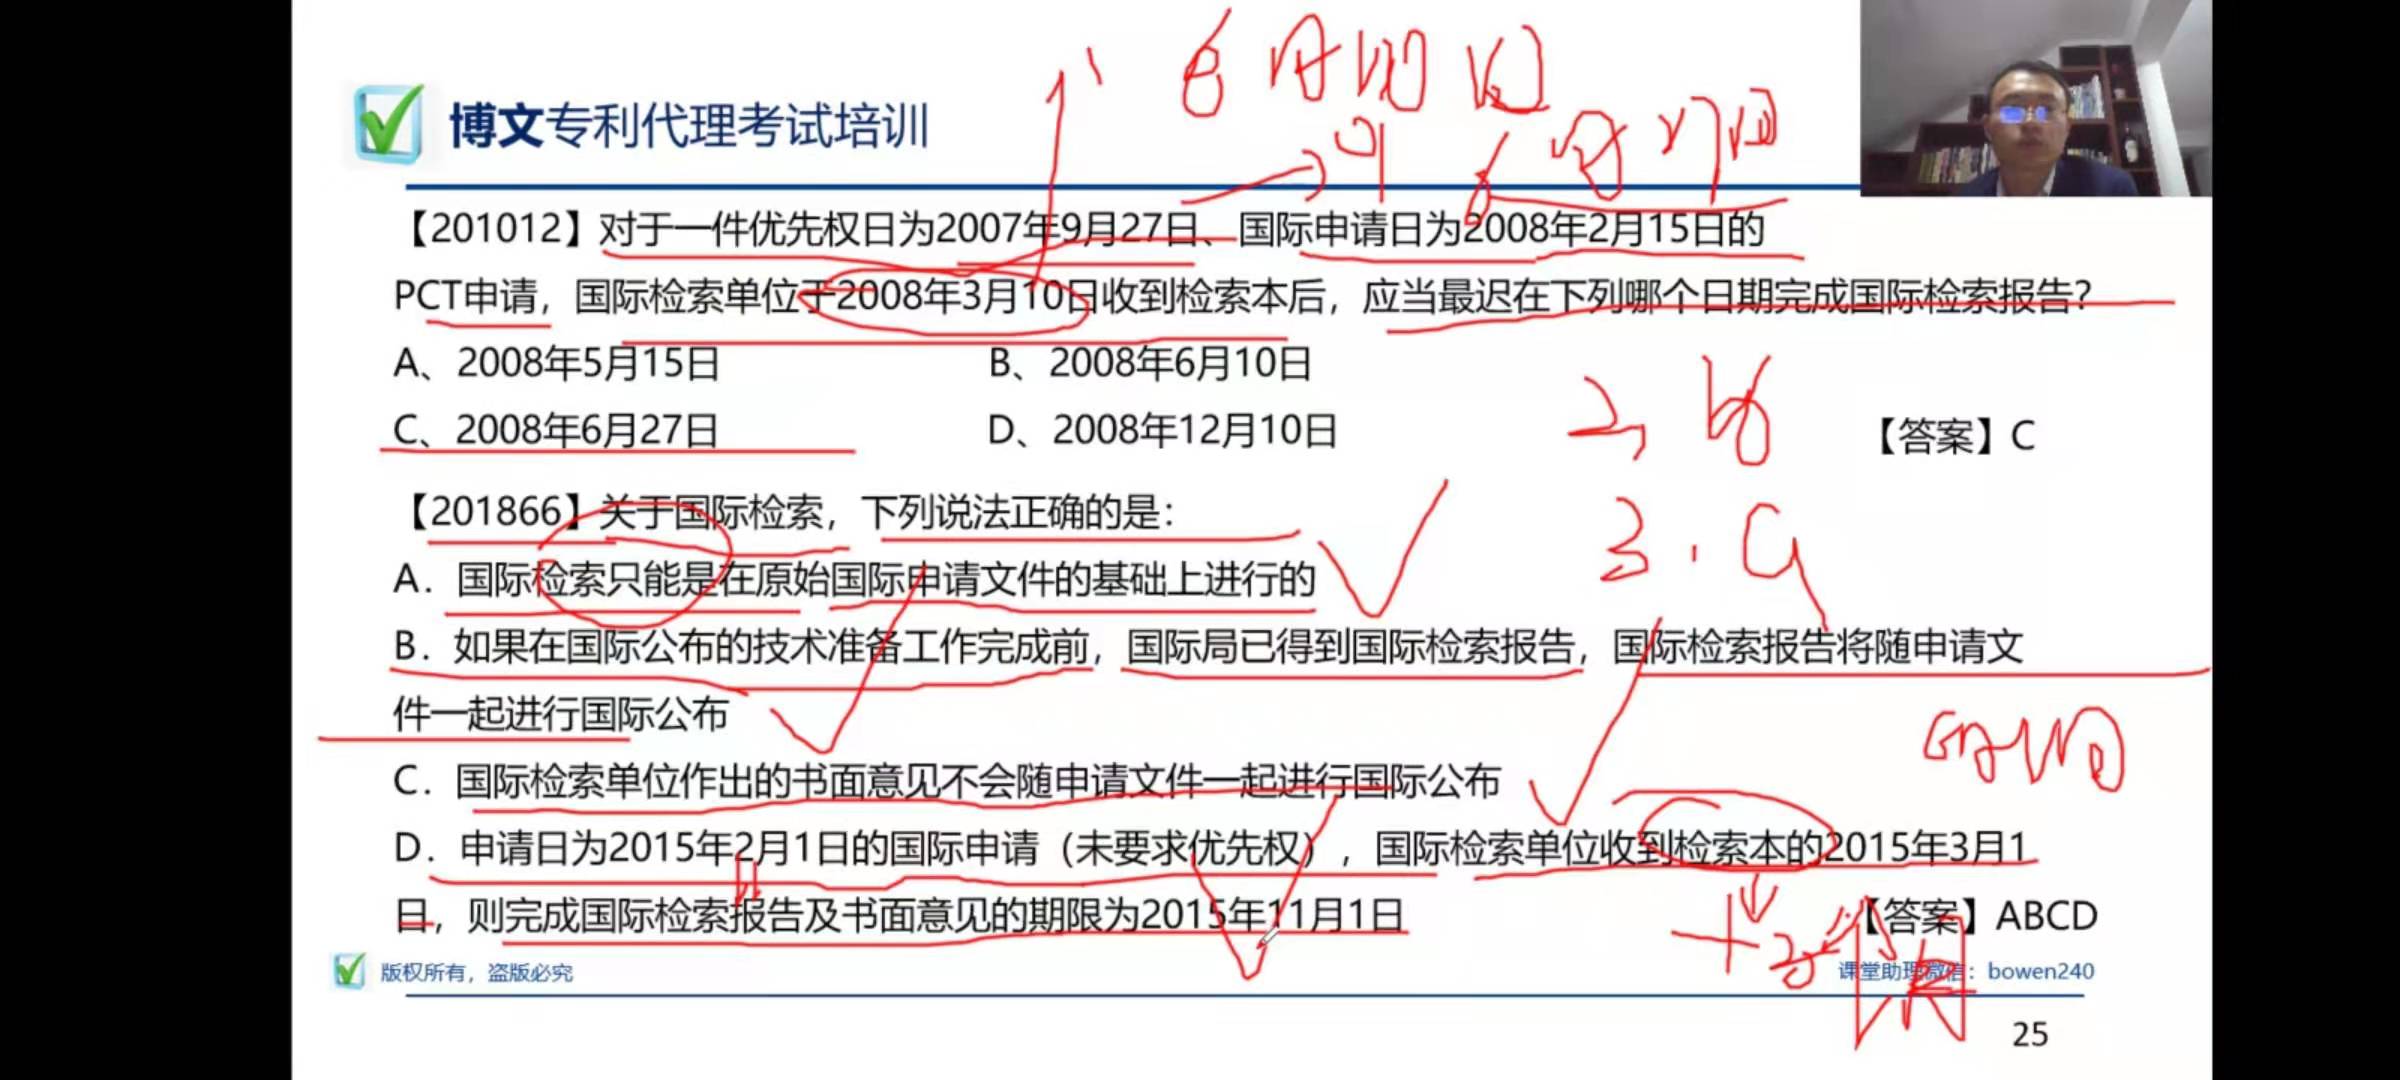 博文专利代理考试培训
【201012】对于一件优先权日为2007年9月27日、国际申请日为2008年2月15日的
PCT申请，国际检索单位于2008年3月10日收到检索本后，应当最迟在下列哪个日期完成国际检索报告？
A、2008年5月15日 B、2008年6月10日
C、2008年6月27日 D、2008年12月10日 【答案】C
【201866】关于国际检索，下列说法正确的是：
A．国际检索只能是在原始国际申请文件的基础上进行的
B．如果在国际公布的技术准备工作完成前，国际局已得到国际检索报告，国际检索报告将随申请文
件一起进行国际公布
C．国际检索单位作出的书面意见不会随申请文件一起进行国际公布
D．申请日为2015年2月1日的国际申请（未要求优先权），国际检索单位收到检索本的2015年3月1
日，则完成国际检索报告及书面意见的期限为2015年11月1日 【答案】ABCD
版权所有，盗版必究 课堂助理微信：bowen240
25